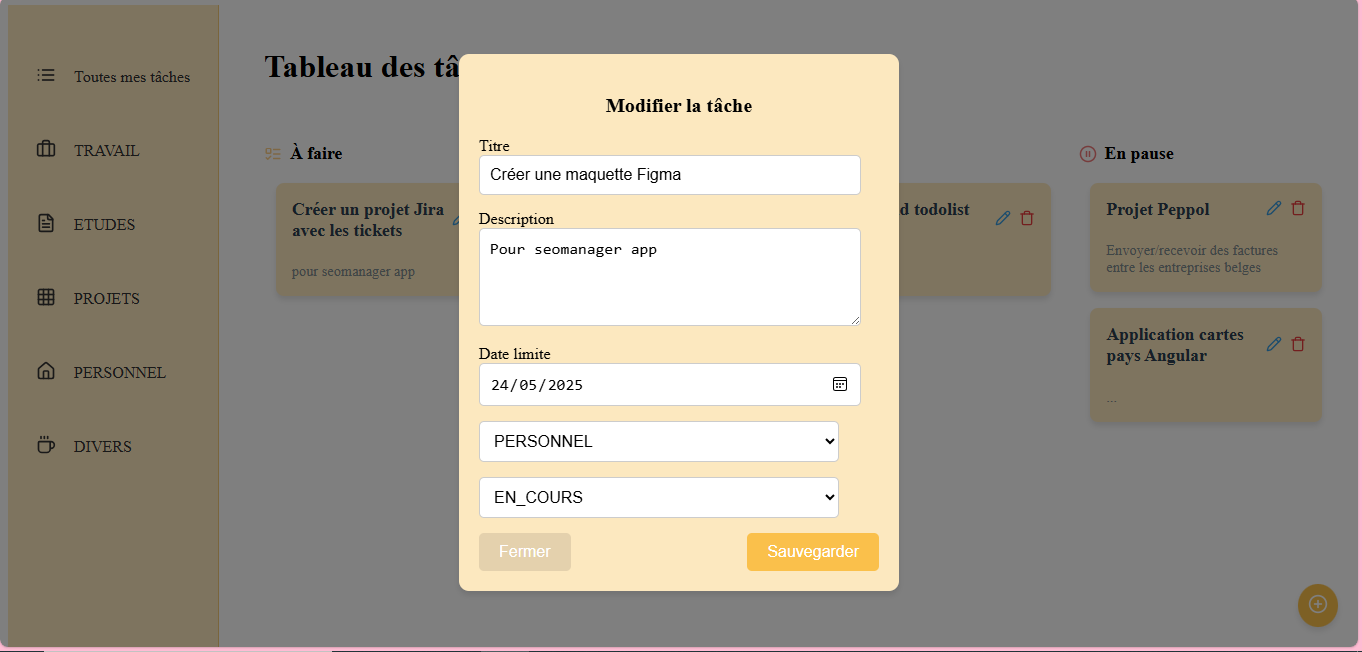 Toutes mes tâches
TRAVAIL
ETUDES
PROJETS
PERSONNEL
DIVERS
Tableau des tâ
À faire
Créer un projet Jira
avec les tickets
pour seomanager app
Modifier la tâche
Titre
Créer une maquette Figma
Description
Pour seomanager app
Date limite
24/05/2025
PERSONNEL
EN_COURS
Fermer
Sauvegarder
d todolist
En pause
Projet Peppol
Envoyer/recevoir des factures
entre les entreprises belges
Application cartes
pays Angular
...